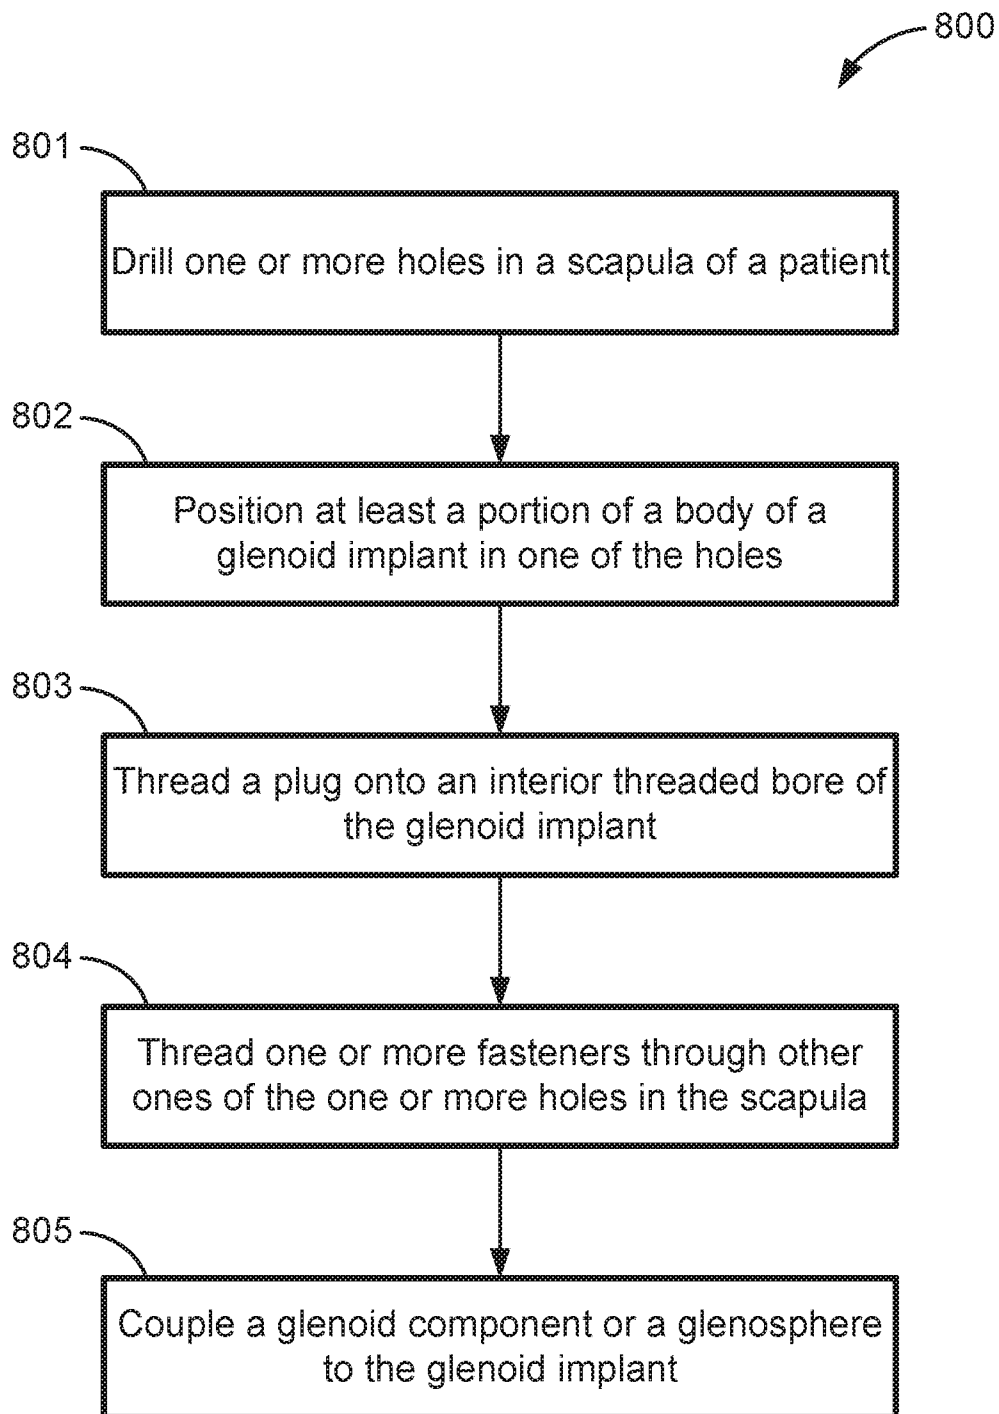 800
801
Drill one or more holes in a scapula of a patient
802
Position at least a portion of a body of a
glenoid implant in one of the holes
803
Thread a plug onto an interior threaded bore of
the glenoid implant
804
Thread one or more fasteners through other
ones of the one or more holes in the scapula
805
Couple a glenoid component or a glenosphere
to the glenoid implant